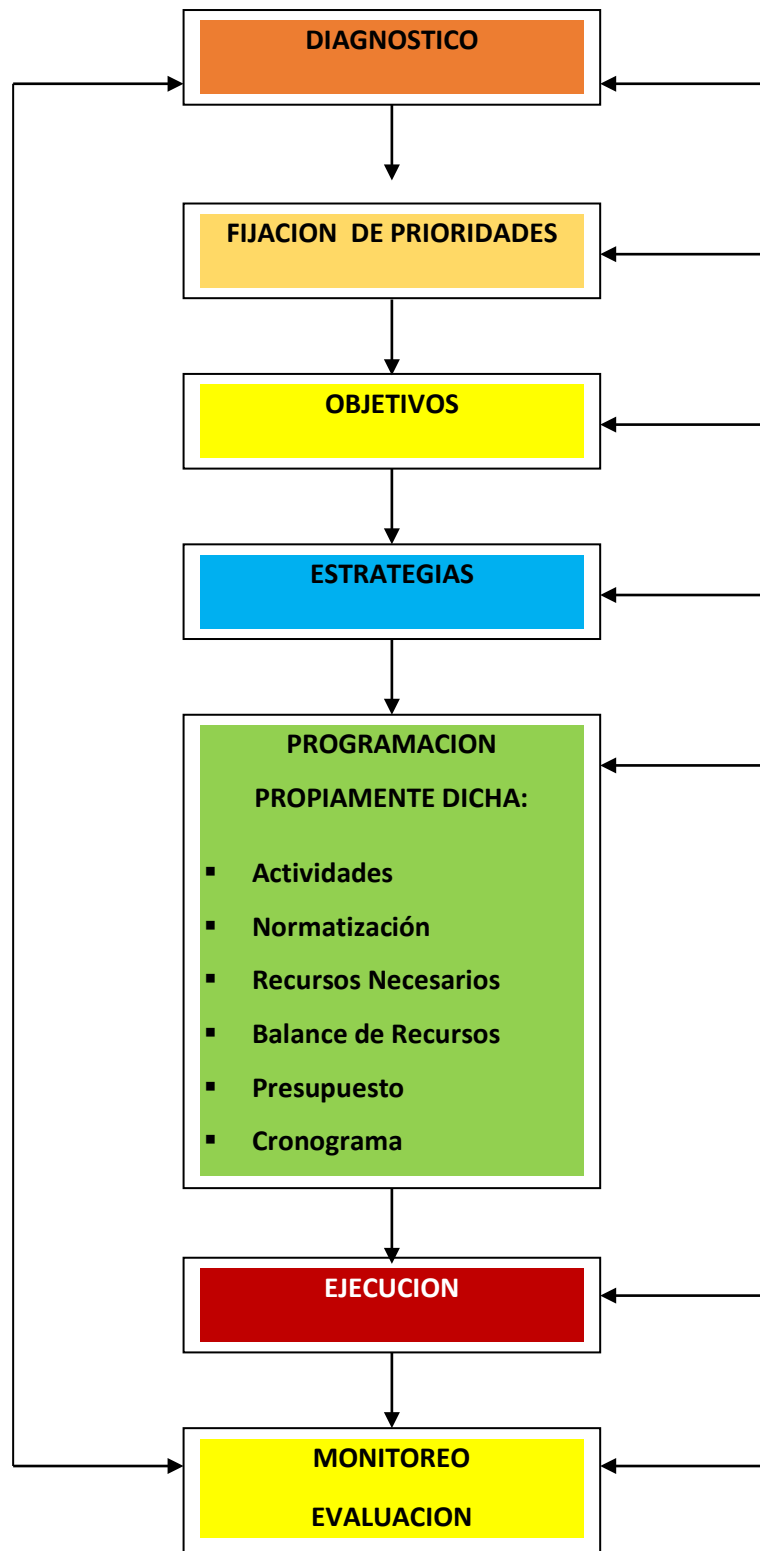 DIAGNOSTICO
FIJACION DE PRIORIDADES
OBJETIVOS
ESTRATEGIAS
PROGRAMACION
PROPIAMENTE DICHA:
▪ Actividades
▪ Normatización
▪ Recursos Necesarios
▪ Balance de Recursos
▪ Presupuesto
▪ Cronograma
EJECUCION
MONITOREO
EVALUACION